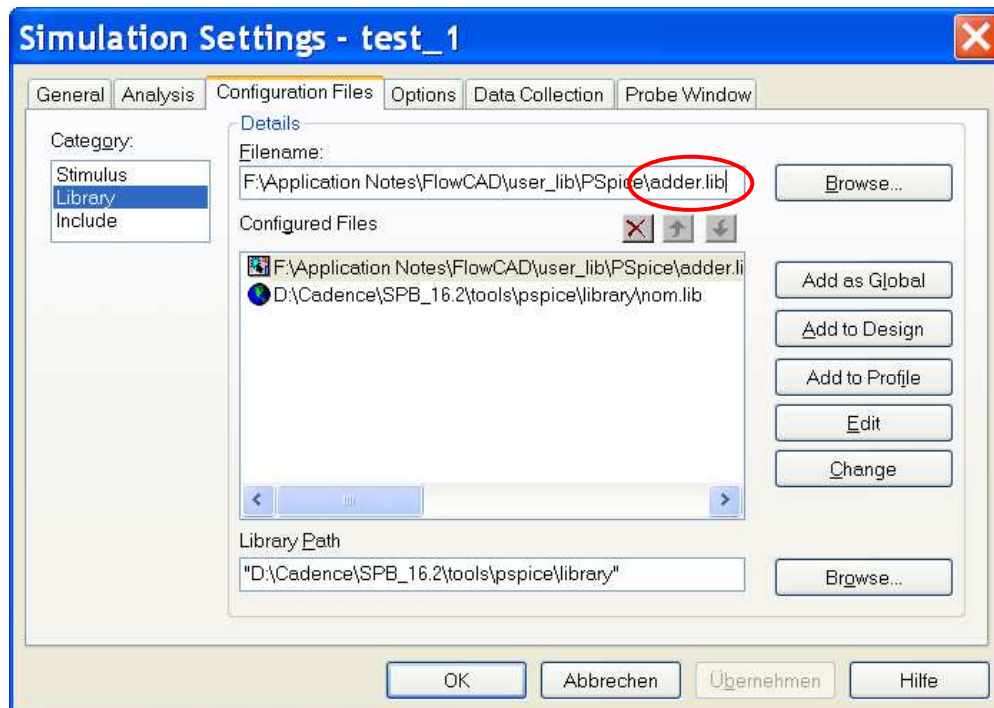 Simulation Settings - test_1
General Analysis Configuration Files Options Data Collection Probe Window
Category:
Stimulus
Library
Include
Details
Filename:
F:\Application Notes\FlowCAD\user_lib\PSpice\adder.lib
Browse...
Configured Files
F:\Application Notes\FlowCAD\user_lib\PSpice\adder.li
D:\Cadence\SPB_16.2\tools\pspice\library\nom.lib
Add as Global
Add to Design
Add to Profile
Edit
Change
Library Path
"D:\Cadence\SPB_16.2\tools\pspice\library"
Browse...
OK Abbrechen Übernehmen Hilfe